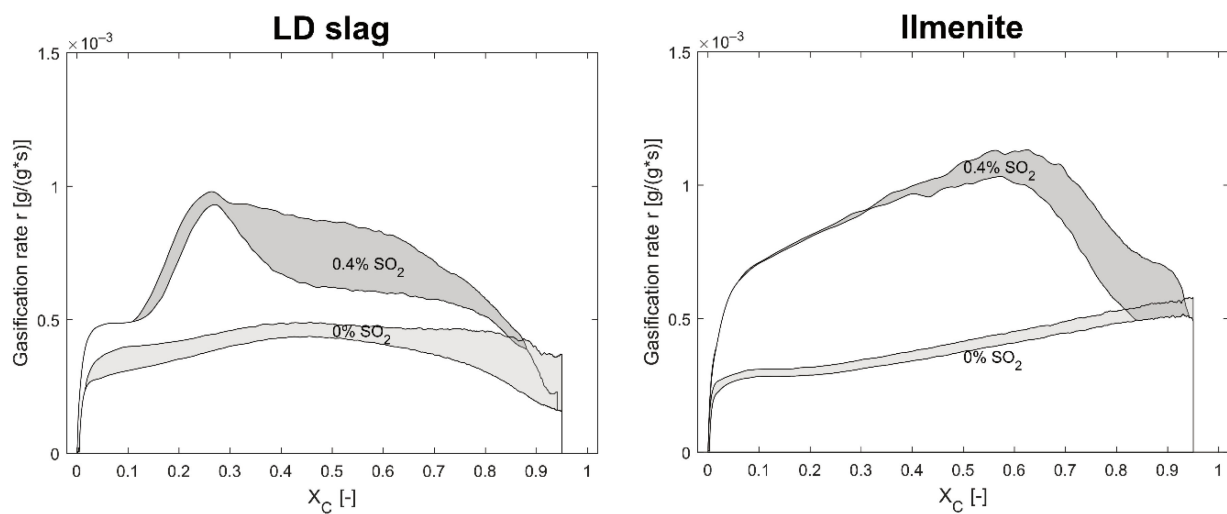 LD slag
×10⁻³
1.5
1
0.5
0
Gasification rate r [g/(g*s)]
0.4% SO₂
0% SO₂
0 0.1 0.2 0.3 0.4 0.5 0.6 0.7 0.8 0.9 1
X_C [-]
Ilmenite
×10⁻³
1.5
1
0.5
0
Gasification rate r [g/(g*s)]
0.4% SO₂
0% SO₂
0 0.1 0.2 0.3 0.4 0.5 0.6 0.7 0.8 0.9 1
X_C [-]